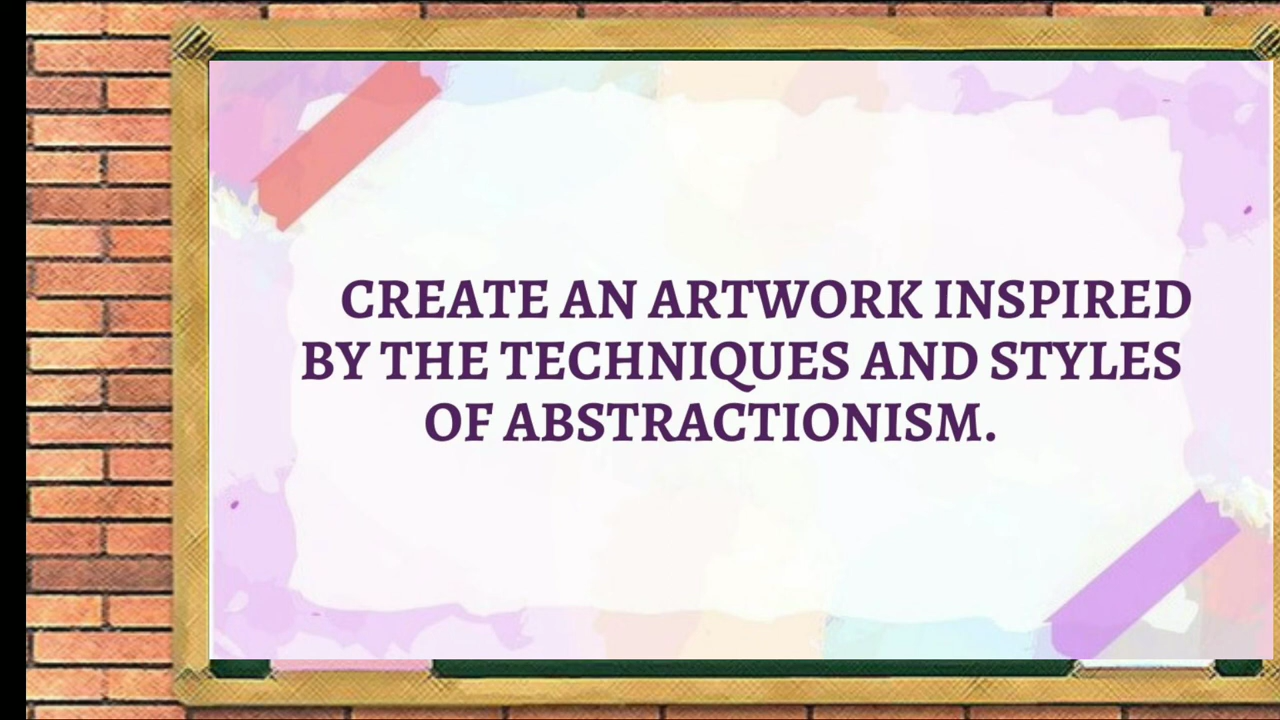 CREATE AN ARTWORK INSPIRED
BY THE TECHNIQUES AND STYLES
OF ABSTRACTIONISM.